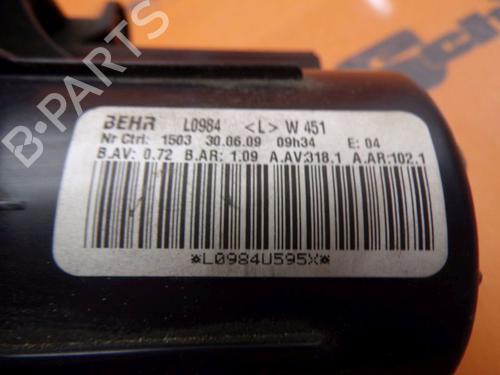 BEHR L0984 <L> W 451
Nr Ctrl: 1503 30.06.09 09h34 E: 04
B.AV: 0.72 B.AR: 1.09 A.AV:318.1 A.AR:102.1
*L0984U595X*
B-PARTS